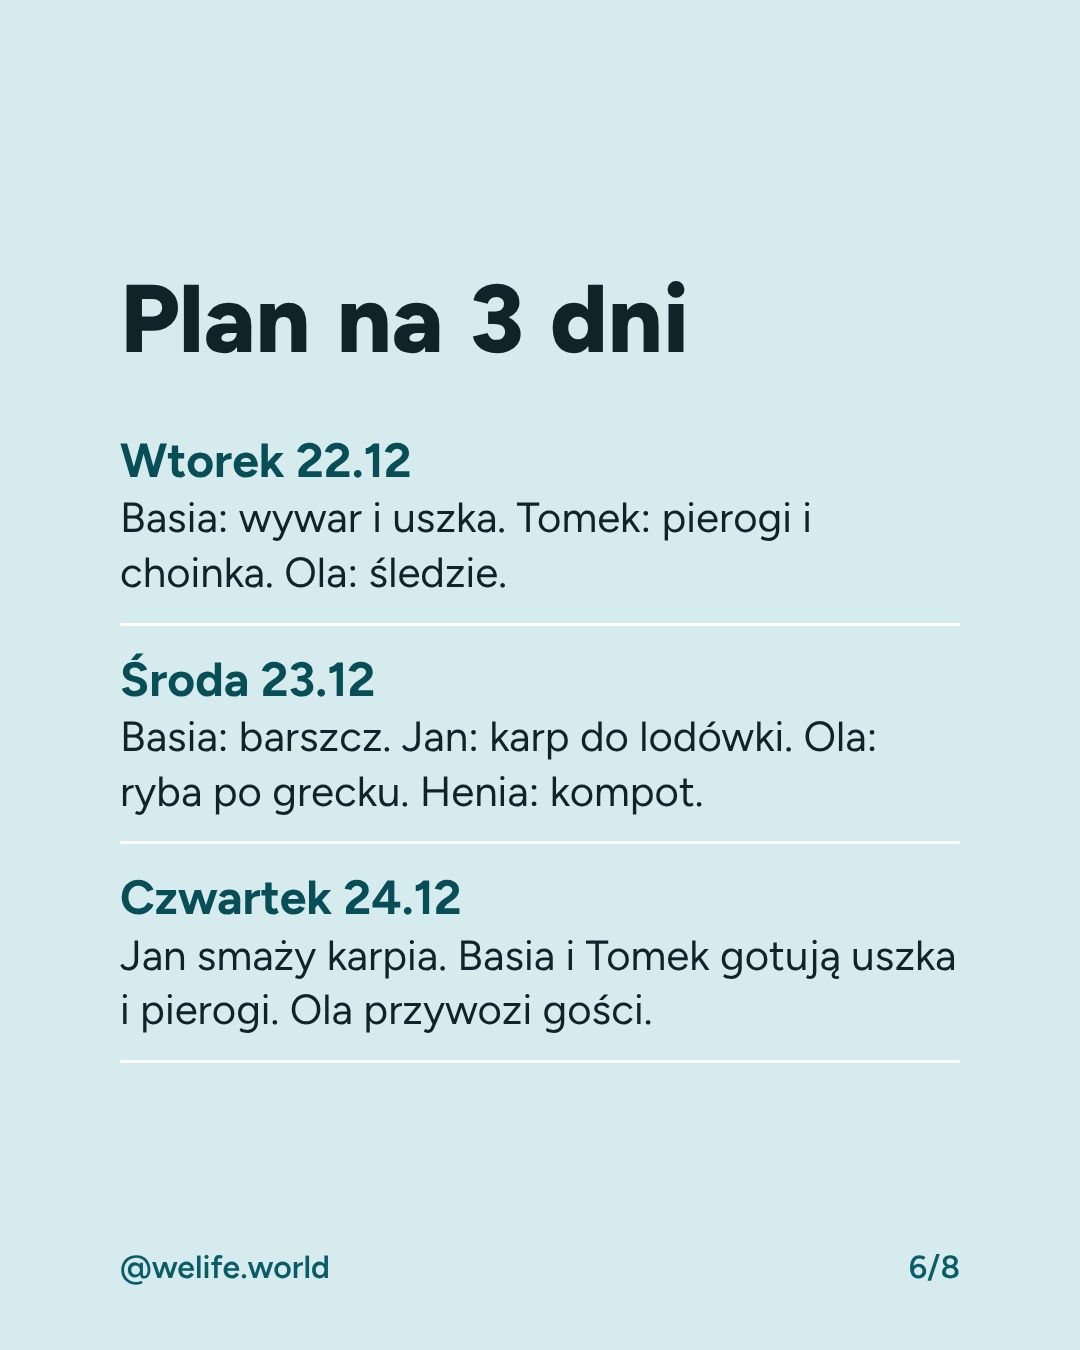 Plan na 3 dni
Wtorek 22.12
Basia: wywar i uszka. Tomek: pierogi i
choinka. Ola: śledzie.
Środa 23.12
Basia: barszcz. Jan: karp do lodówki. Ola:
ryba po grecku. Henia: kompot.
Czwartek 24.12
Jan smaży karpia. Basia i Tomek gotują uszka
i pierogi. Ola przywozi gości.
@welife.world
6/8